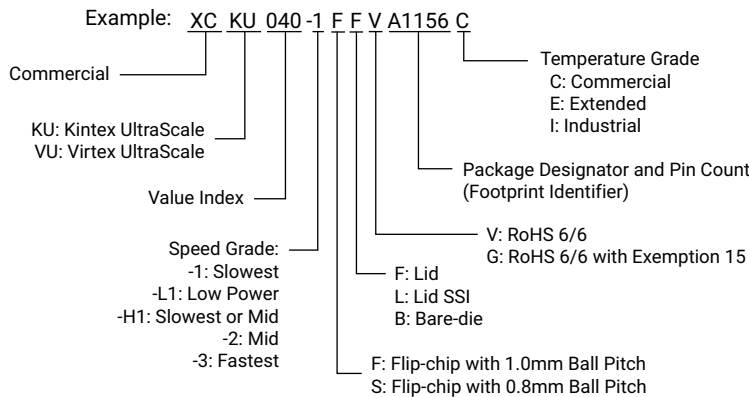 Example: XC KU 040 -1 F F V A1156 C
Commercial
KU: Kintex UltraScale
VU: Virtex UltraScale
Value Index
Speed Grade:
-1: Slowest
-L1: Low Power
-H1: Slowest or Mid
-2: Mid
-3: Fastest
Temperature Grade
C: Commercial
E: Extended
I: Industrial
Package Designator and Pin Count
(Footprint Identifier)
V: RoHS 6/6
G: RoHS 6/6 with Exemption 15
F: Lid
L: Lid SSI
B: Bare-die
F: Flip-chip with 1.0mm Ball Pitch
S: Flip-chip with 0.8mm Ball Pitch